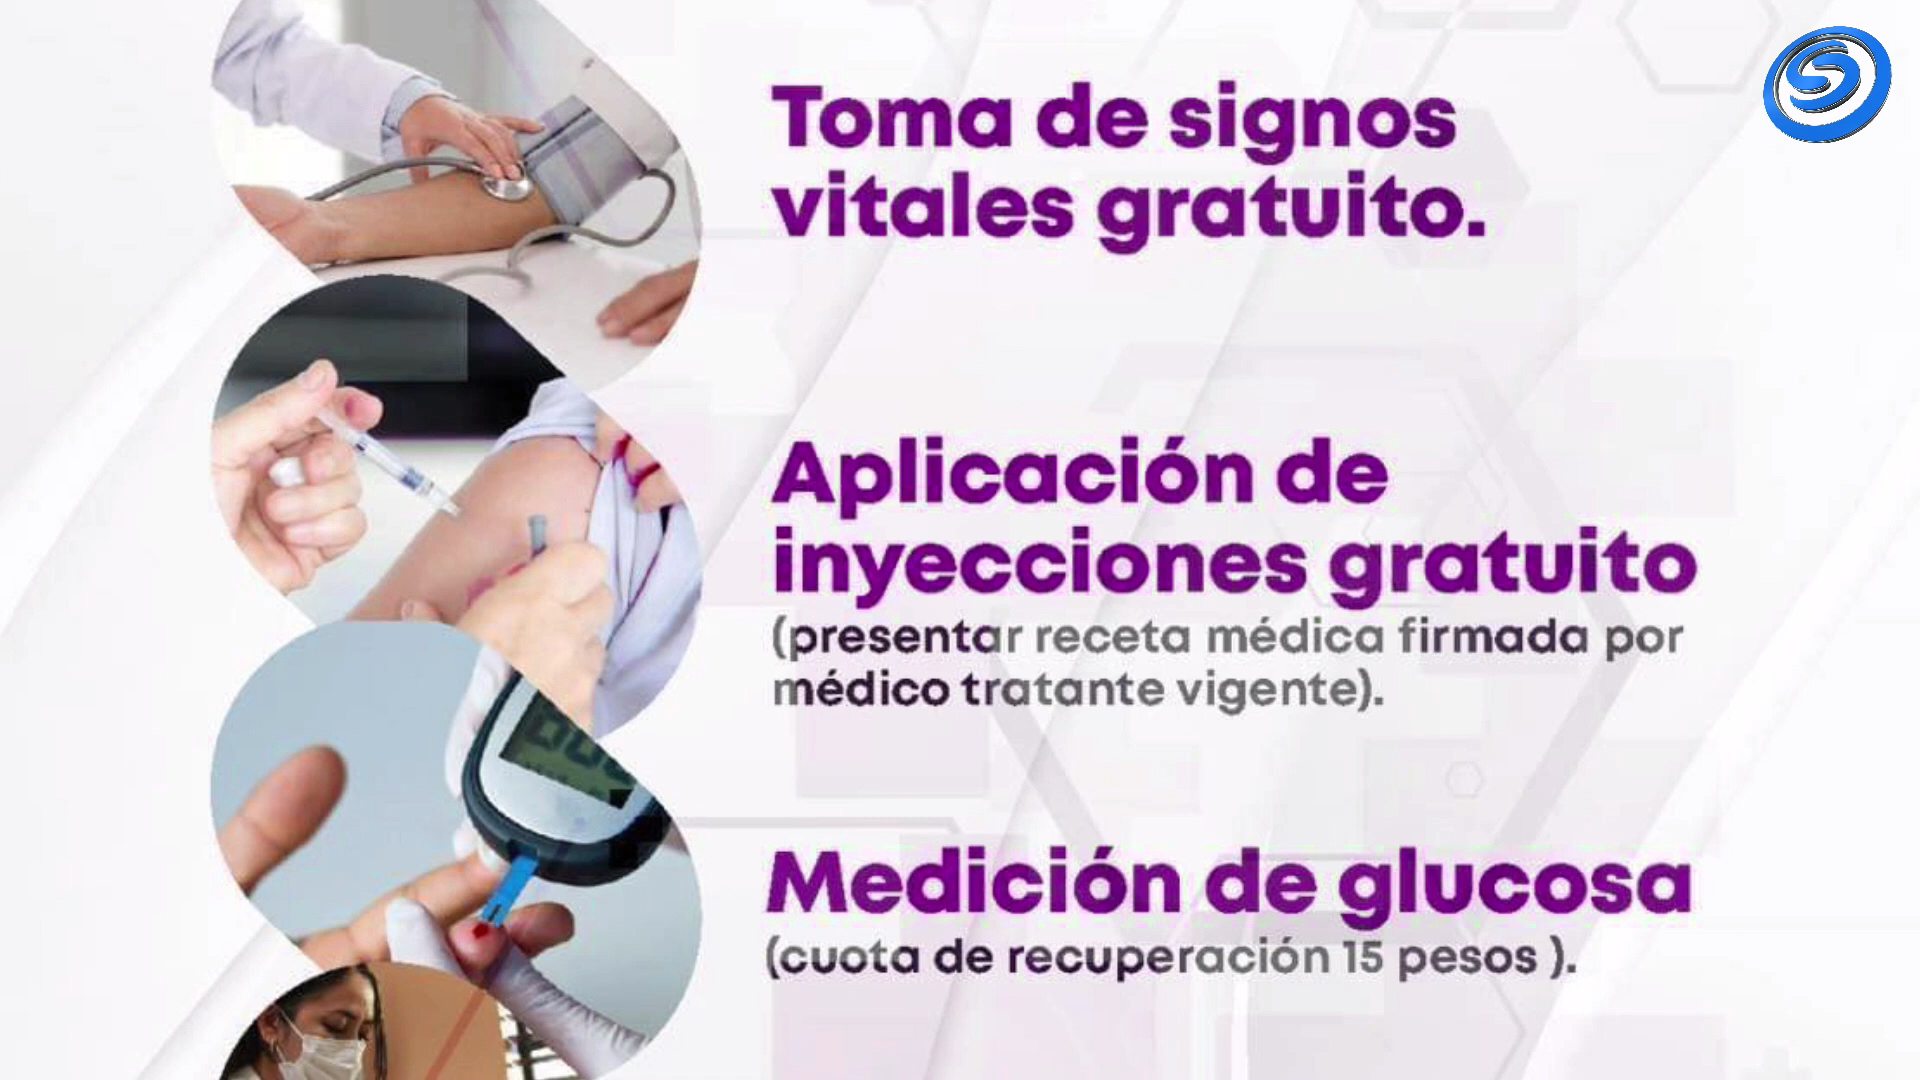 Toma de signos
vitales gratuito.
Aplicación de
inyecciones gratuito
(presentar receta médica firmada por
médico tratante vigente).
Medición de glucosa
(cuota de recuperación 15 pesos ).